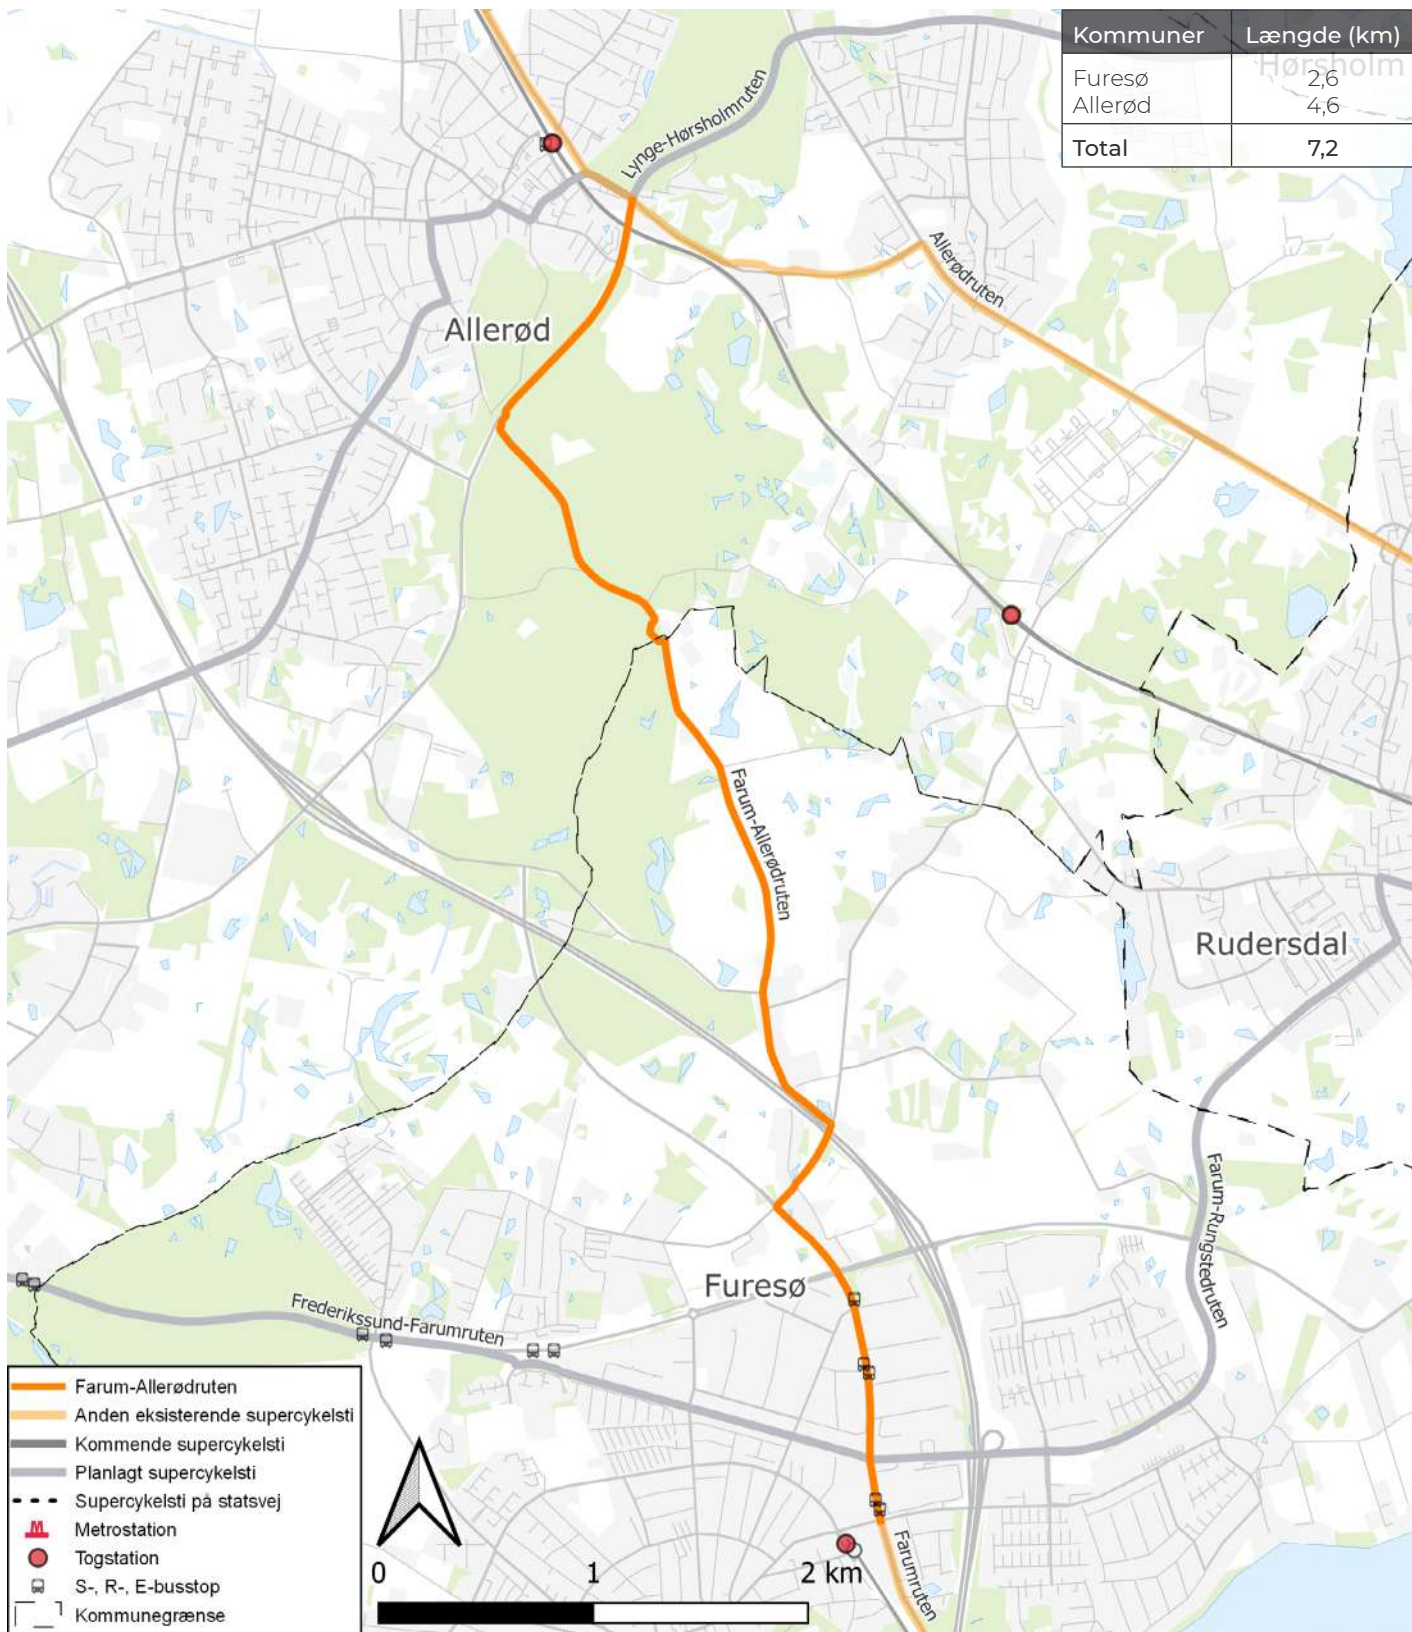 Kommuner Længde (km)
Hørsholm
Furesø 2,6
Allerød 4,6
Total 7,2
Lynge-Hørsholmruten
Allerødruten
Allerød
Farum-Allerødruten
Rudersdal
Farum-Rungstedruten
Furesø
Frederikssund-Farumruten
Farumruten
Farum-Allerødruten
Anden eksisterende supercykelsti
Kommende supercykelsti
Planlagt supercykelsti
Supercykelsti på statsvej
M Metrostation
Togstation
S-, R-, E-busstop
Kommunegrænse
0 1 2 km